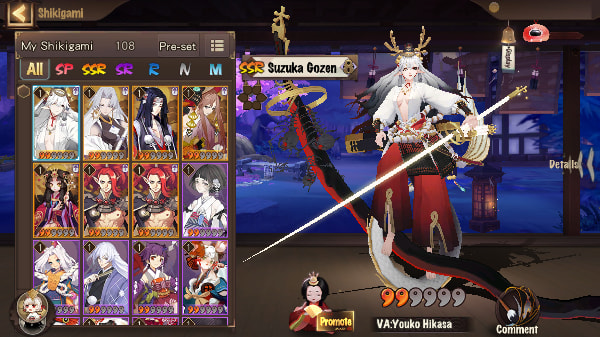 Shikigami
My Shikigami 108 Pre-set
All SP SSR SR R N M
SSR Suzuka Gozen
Details
Promote
VA:Youko Hikasa
Comment